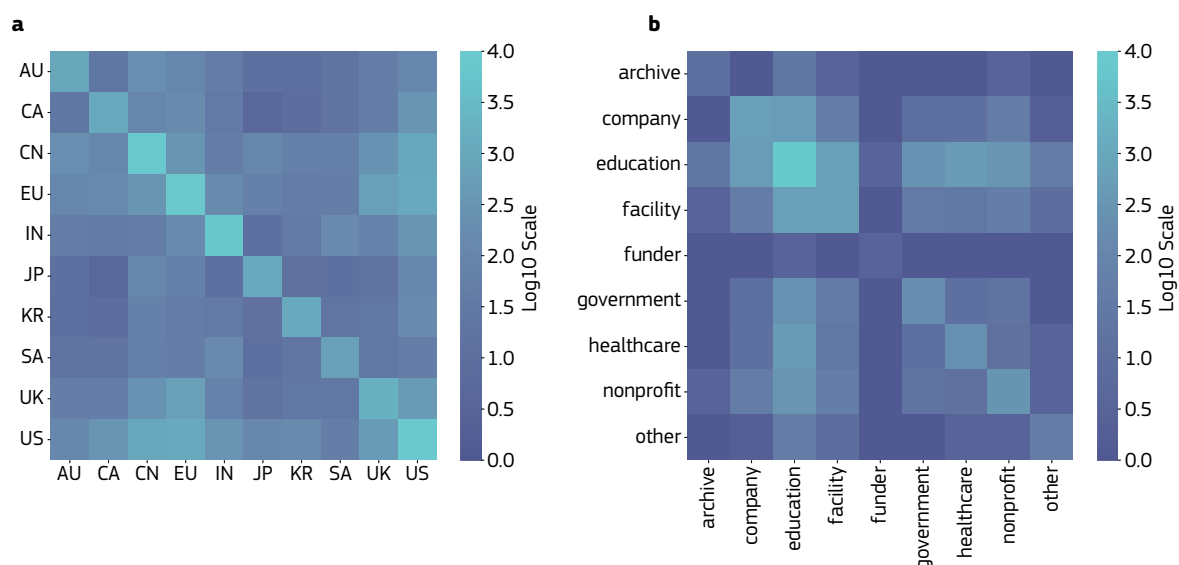 a
AU
CA
CN
EU
IN
JP
KR
SA
UK
US
AU CA CN EU IN JP KR SA UK US
4.0
3.5
3.0
2.5
2.0
1.5
1.0
0.5
0.0
Log10 Scale
b
archive
company
education
facility
funder
government
healthcare
nonprofit
other
archive
company
education
facility
funder
government
healthcare
nonprofit
other
4.0
3.5
3.0
2.5
2.0
1.5
1.0
0.5
0.0
Log10 Scale